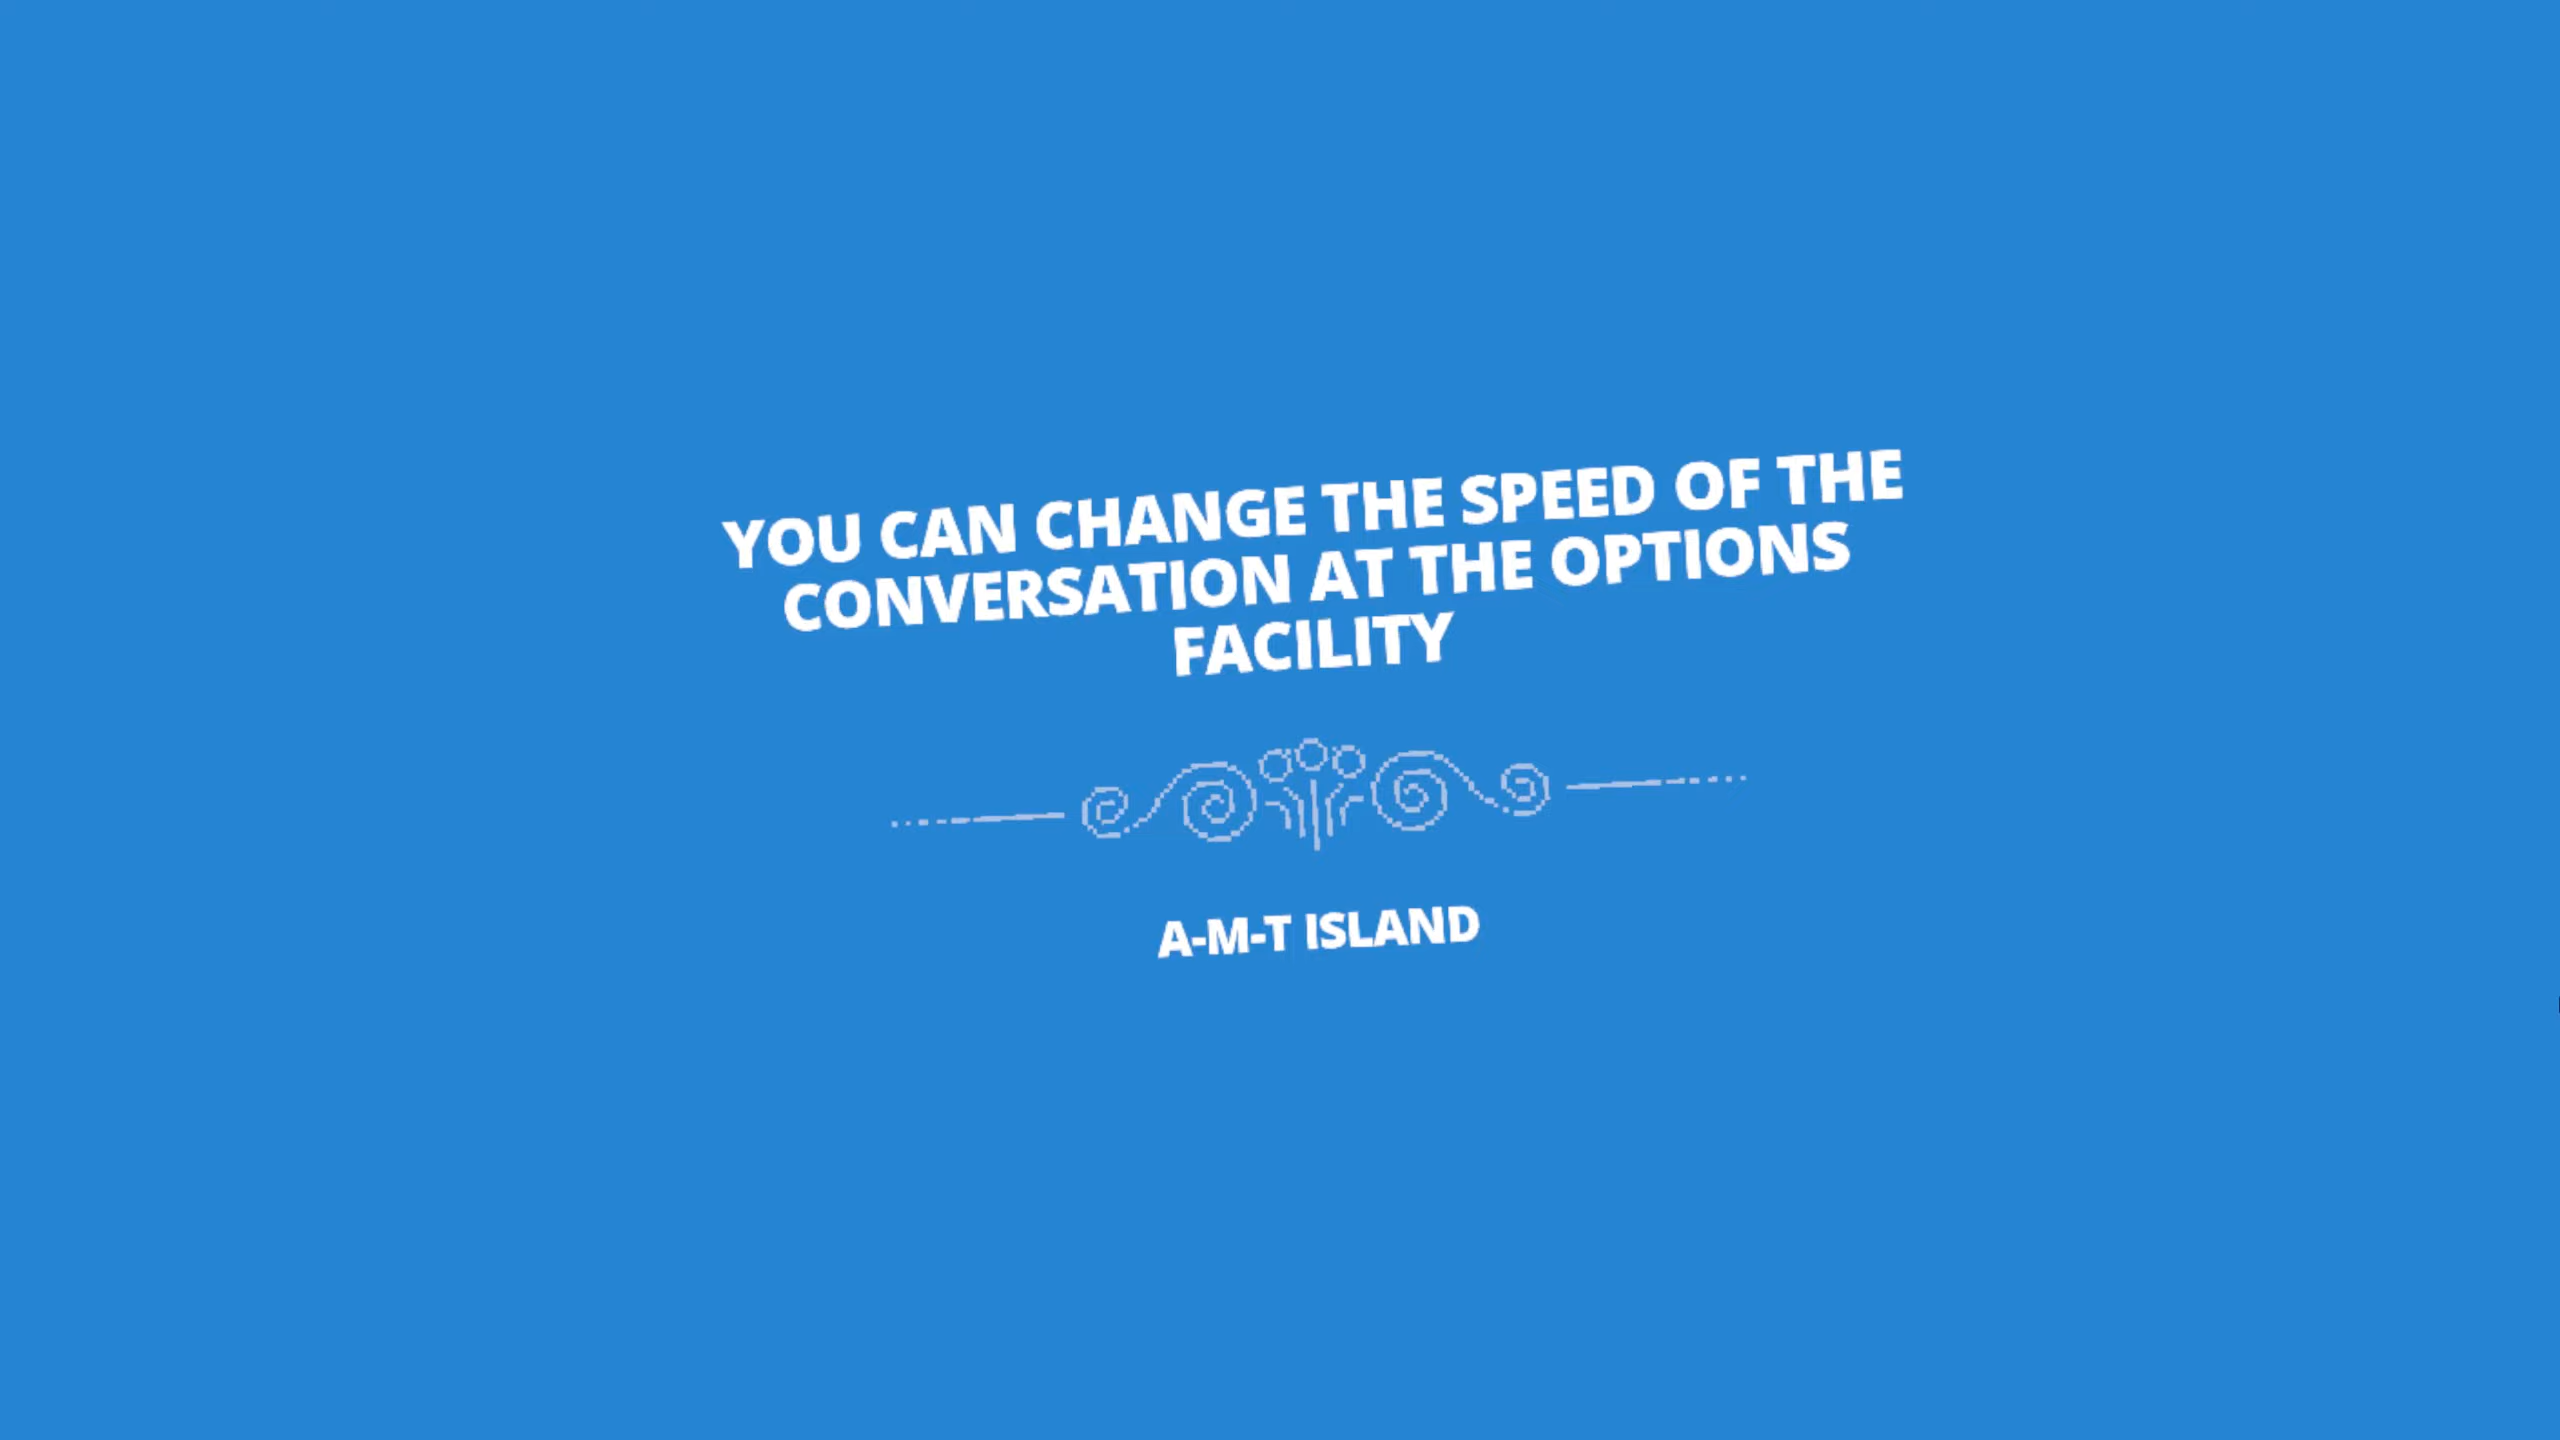 YOU CAN CHANGE THE SPEED OF THE
CONVERSATION AT THE OPTIONS
FACILITY
A-M-T ISLAND